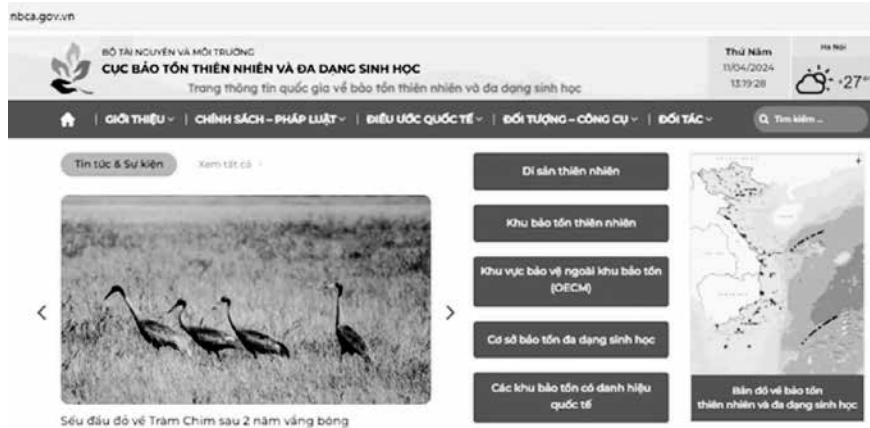 nbca.gov.vn
BỘ TÀI NGUYÊN VÀ MÔI TRƯỜNG
CỤC BẢO TỒN THIÊN NHIÊN VÀ ĐA DẠNG SINH HỌC
Trang thông tin quốc gia về bảo tồn thiên nhiên và đa dạng sinh học
Thứ Năm
11/04/2024
13:19:28
Hà Nội
+27°
GIỚI THIỆU
CHÍNH SÁCH – PHÁP LUẬT
ĐIỀU ƯỚC QUỐC TẾ
ĐỐI TƯỢNG – CÔNG CỤ
ĐỐI TÁC
Tìm kiếm ...
Tin tức & Sự kiện
Xem tất cả
Sếu đầu đỏ về Tràm Chim sau 2 năm vắng bóng
Di sản thiên nhiên
Khu bảo tồn thiên nhiên
Khu vực bảo vệ ngoài khu bảo tồn
(OECM)
Cơ sở bảo tồn đa dạng sinh học
Các khu bảo tồn có danh hiệu
quốc tế
Bản đồ về bảo tồn
thiên nhiên và đa dạng sinh học